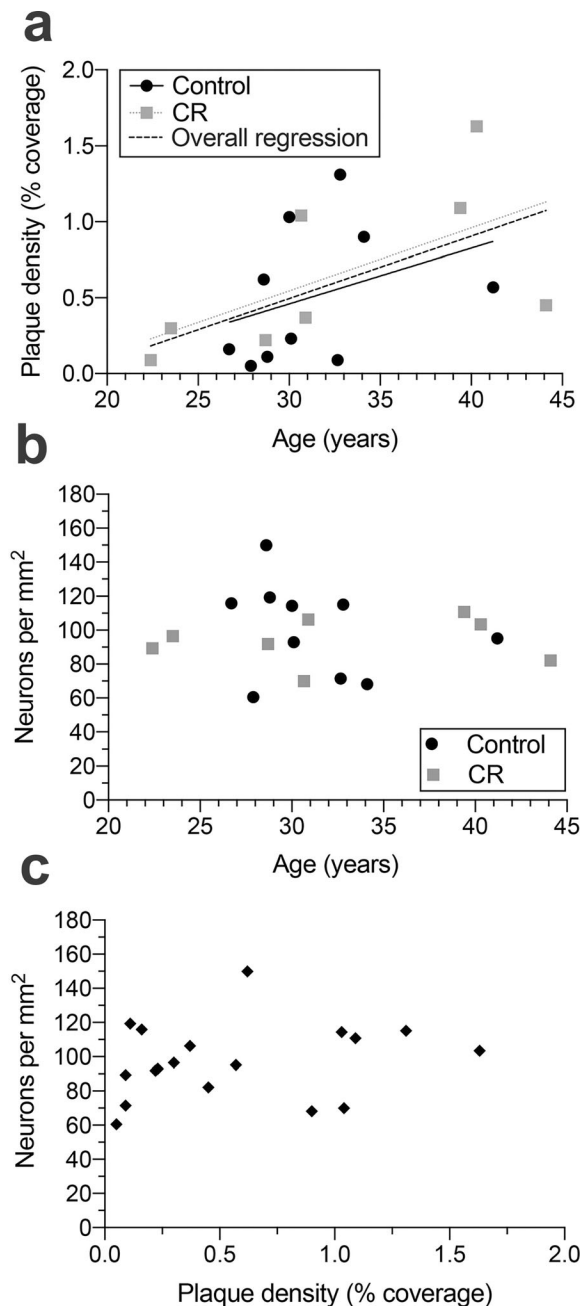 a
Plaque density (% coverage)
2.0
1.5
1.0
0.5
0.0
Control
CR
Overall regression
20 25 30 35 40 45
Age (years)
b
Neurons per mm²
180
160
140
120
100
80
60
40
20
0
Control
CR
20 25 30 35 40 45
Age (years)
c
Neurons per mm²
180
160
140
120
100
80
60
40
20
0
0.0 0.5 1.0 1.5 2.0
Plaque density (% coverage)